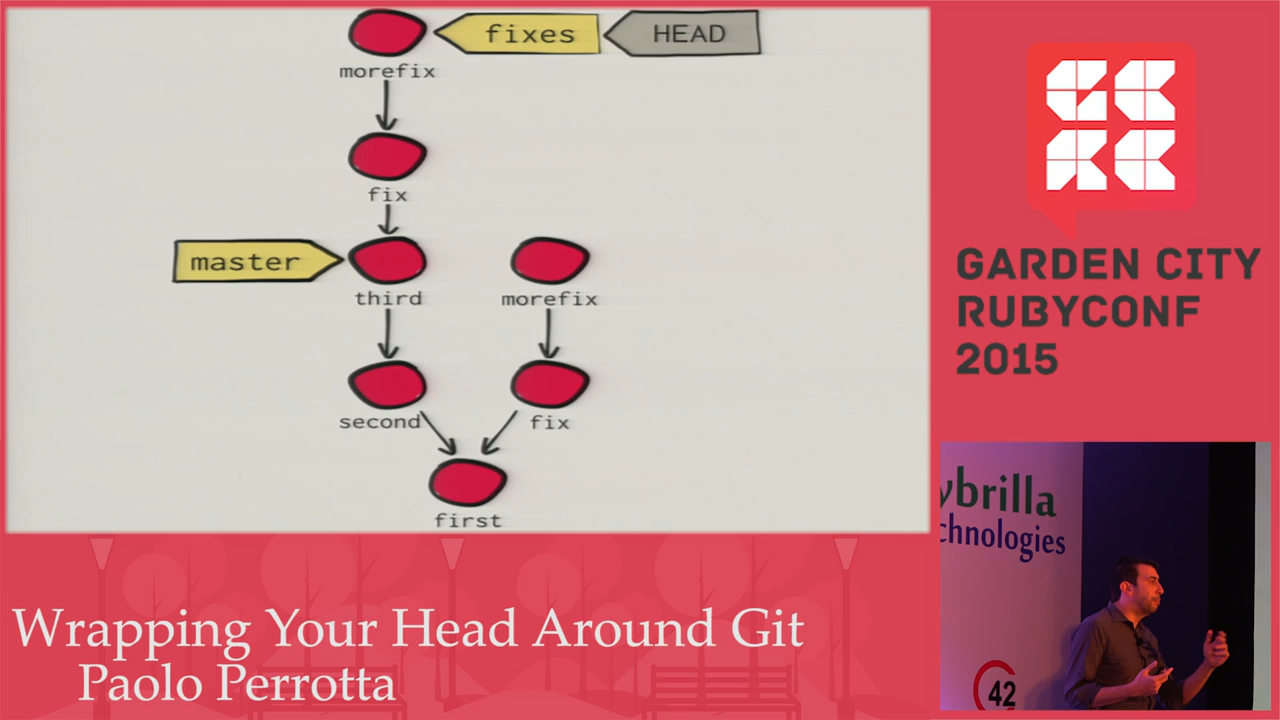 fixes
HEAD
morefix
fix
master
third
morefix
second
fix
first
GARDEN CITY
RUBYCONF
2015
ybrilla
chnologies
42
Wrapping Your Head Around Git
Paolo Perrotta